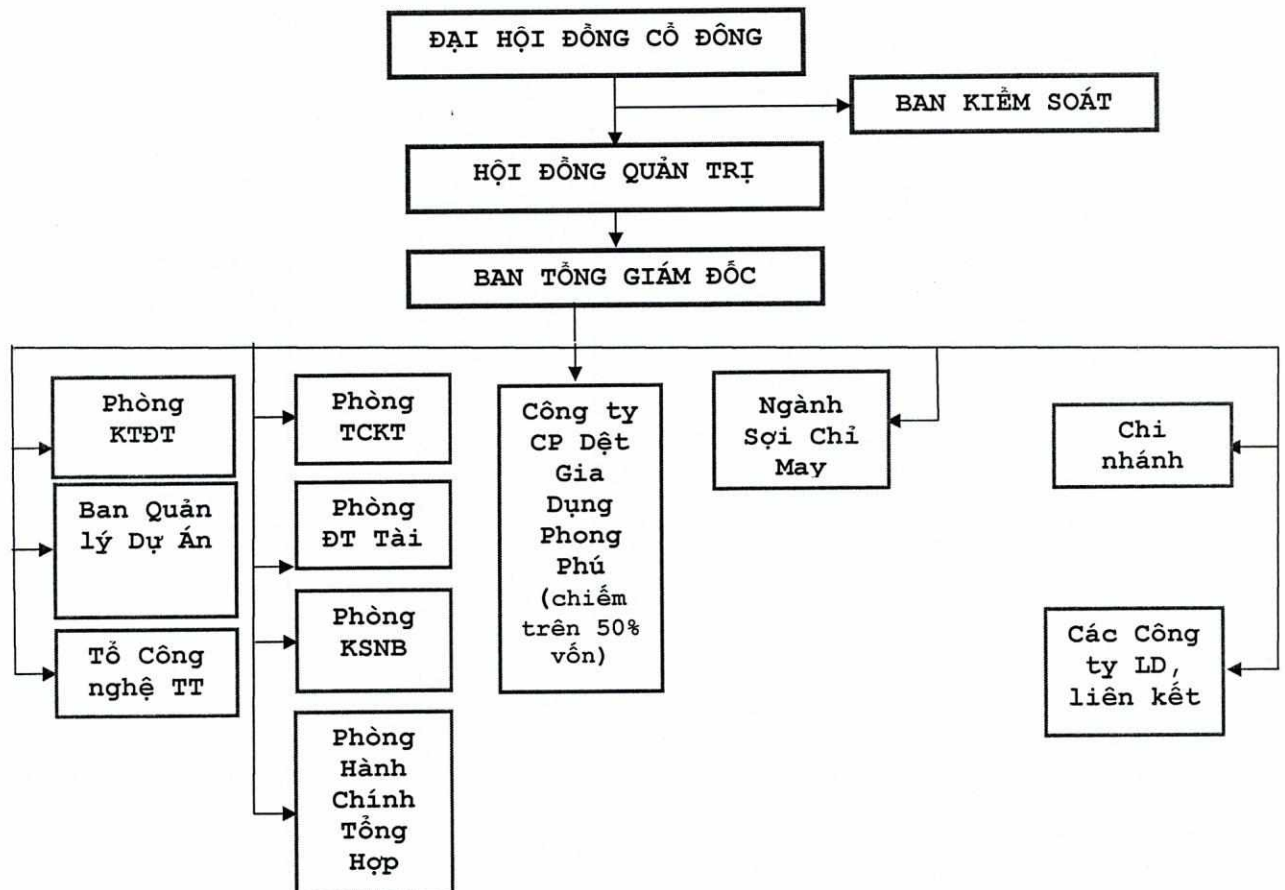 ĐẠI HỘI ĐỒNG CỔ ĐÔNG
BAN KIỂM SOÁT
HỘI ĐỒNG QUẢN TRỊ
BAN TỔNG GIÁM ĐỐC
Phòng
KTĐT
Ban Quản
lý Dự Án
Tổ Công
nghệ TT
Phòng
TCKT
Phòng
ĐT Tài
Phòng
KSNB
Phòng
Hành
Chính
Tổng
Hợp
Công ty
CP Dệt
Gia
Dụng
Phong
Phú
(chiếm
trên 50%
vốn)
Ngành
Sợi Chỉ
May
Chi
nhánh
Các Công
ty LD,
liên kết